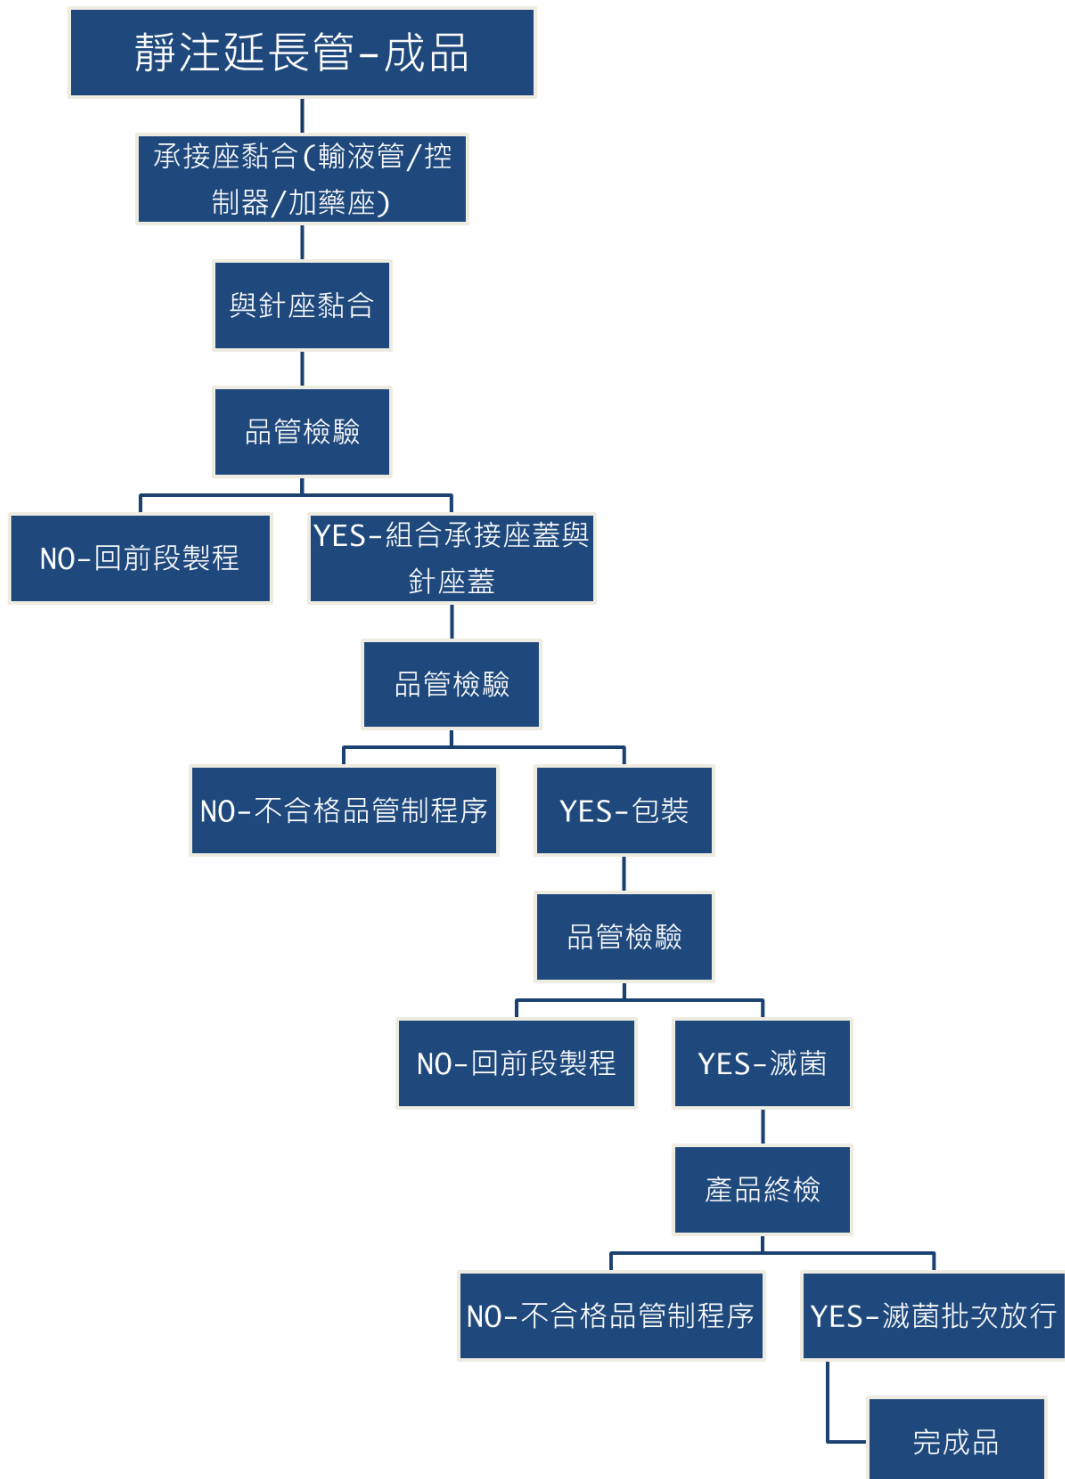 靜注延長管-成品
承接座黏合(輸液管/控
制器/加藥座)
與針座黏合
品管檢驗
NO-回前段製程
YES-組合承接座蓋與
針座蓋
品管檢驗
NO-不合格品管制程序
YES-包裝
品管檢驗
NO-回前段製程
YES-滅菌
產品終檢
NO-不合格品管制程序
YES-滅菌批次放行
完成品